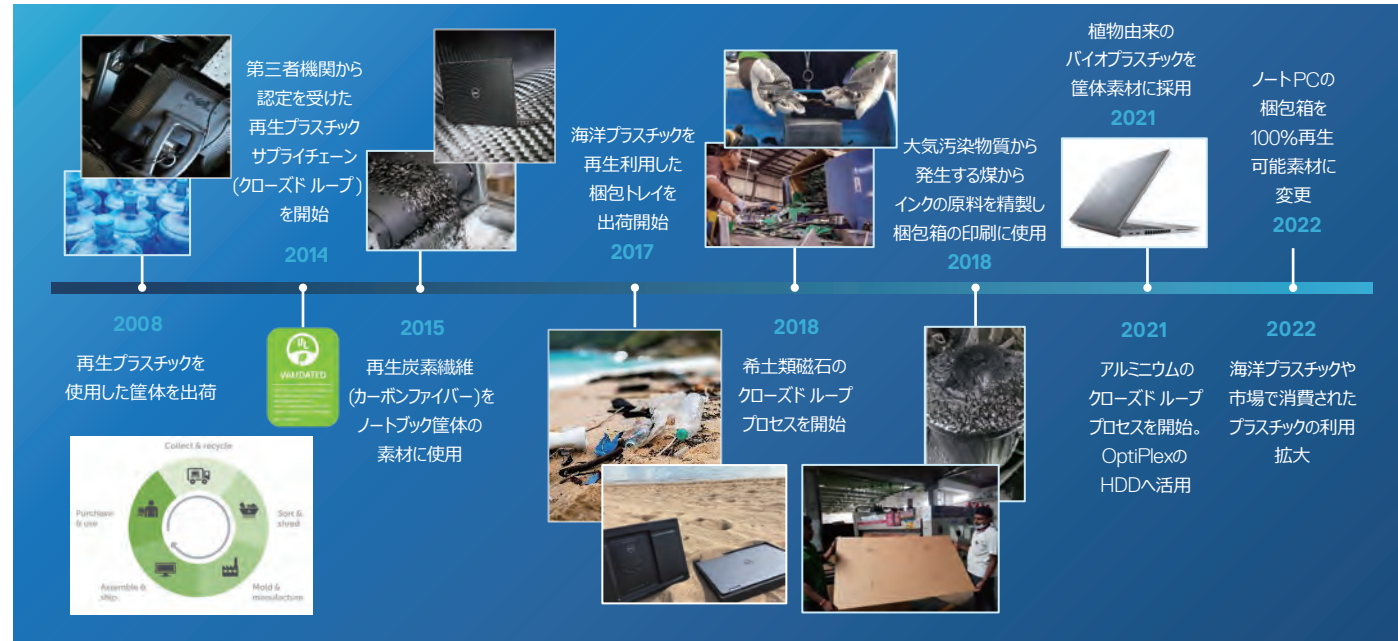 第三者機関から
認定を受けた
再生プラスチック
サプライチェーン
(クローズド ループ)
を開始
2014
海洋プラスチックを
再生利用した
梱包トレイを
出荷開始
2017
大気汚染物質から
発生する煤から
インクの原料を精製し
梱包箱の印刷に使用
2018
植物由来の
バイオプラスチックを
筐体素材に採用
2021
ノートPCの
梱包箱を
100%再生
可能素材に
変更
2022
2008
再生プラスチックを
使用した筐体を出荷
UL
VALIDATED
2015
再生炭素繊維
(カーボンファイバー)を
ノートブック筐体の
素材に使用
2018
希土類磁石の
クローズド ループ
プロセスを開始
2021
アルミニウムの
クローズド ループ
プロセスを開始。
OptiPlexの
HDDへ活用
2022
海洋プラスチックや
市場で消費された
プラスチックの利用
拡大
Collect & recycle
Sort &
shred
Mold &
manufacture
Assemble &
ship
Purchase
& use